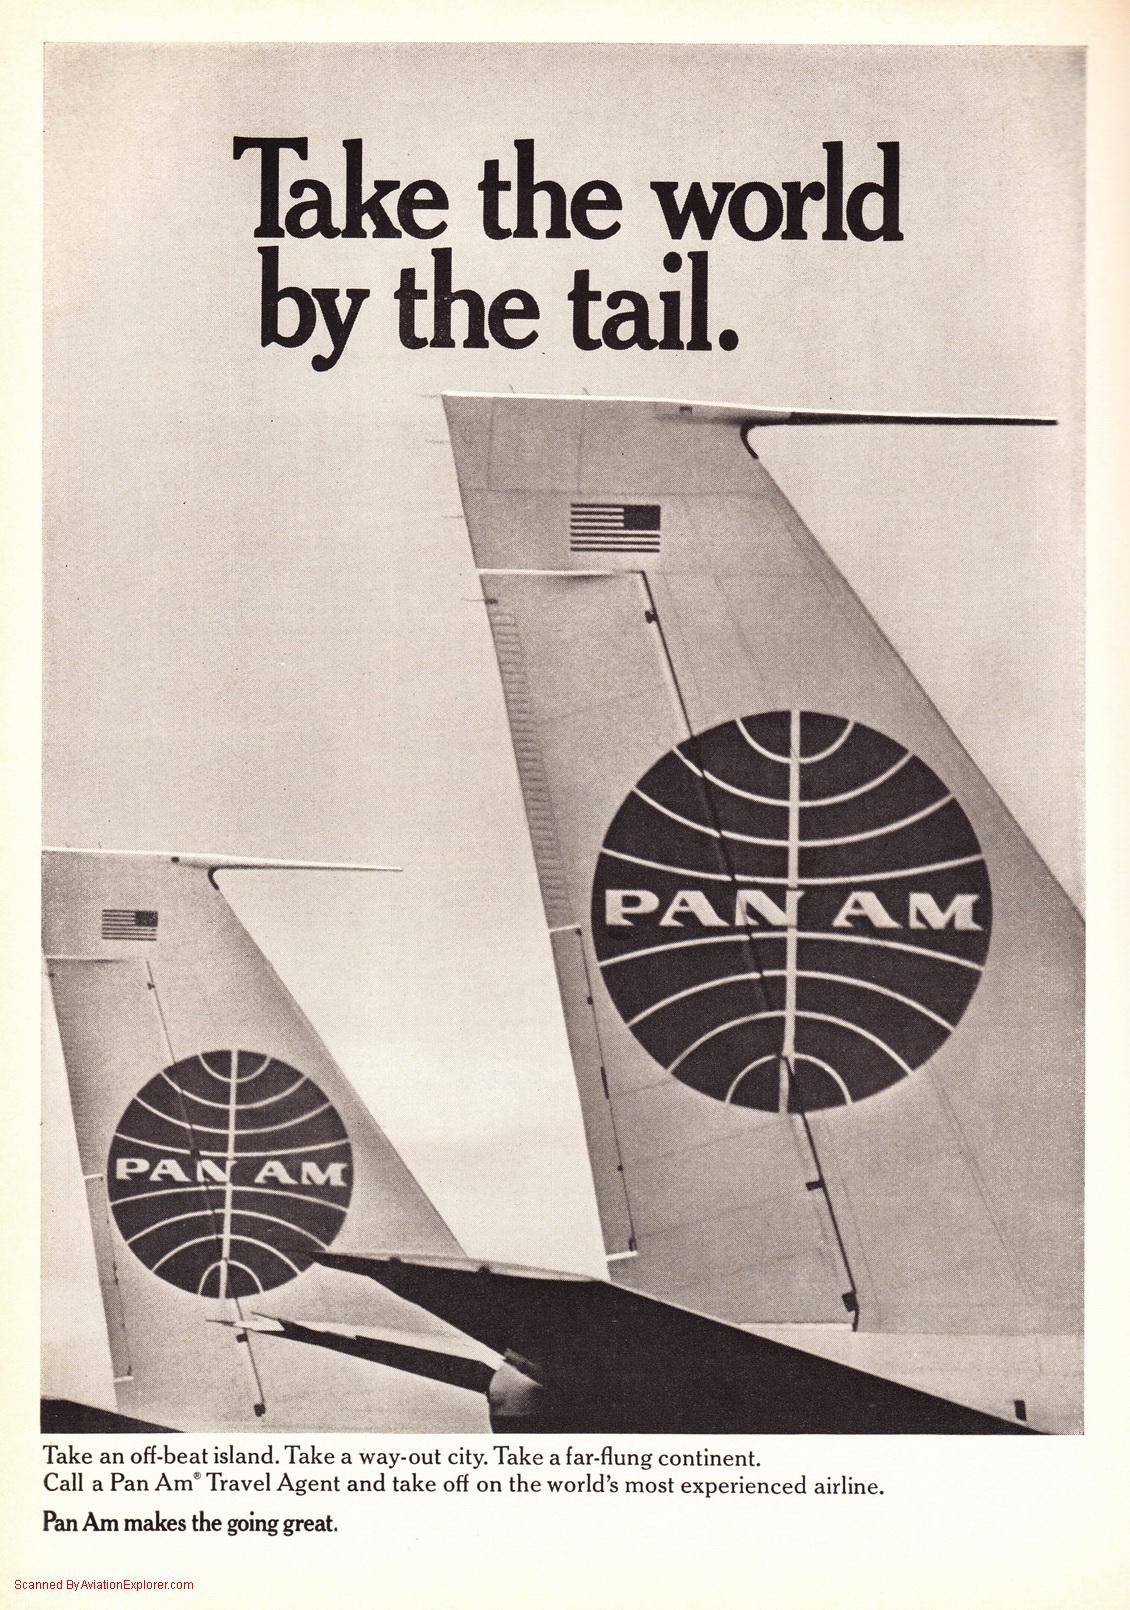 Take the world
by the tail.
PAN AM
PAN AM
Take an off-beat island. Take a way-out city. Take a far-flung continent.
Call a Pan Am® Travel Agent and take off on the world's most experienced airline.
Pan Am makes the going great.
Scanned By AviationExplorer.com